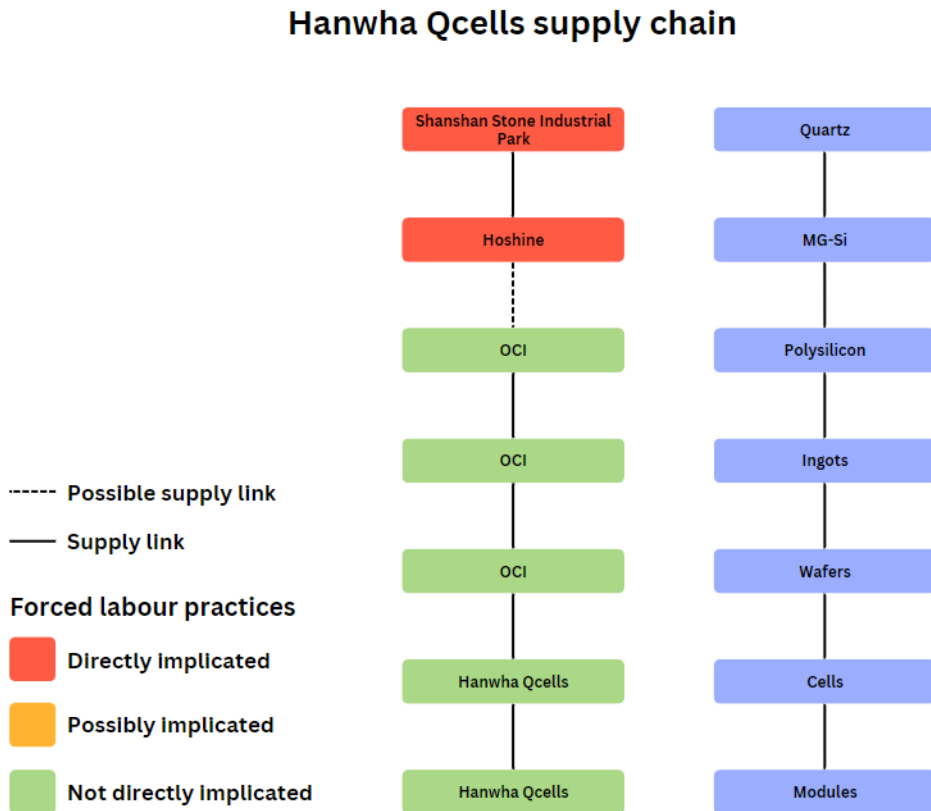 Hanwha Qcells supply chain
Shanshan Stone Industrial
Park
Quartz
Hoshine
MG-Si
OCI
Polysilicon
OCI
Ingots
Possible supply link
Supply link
OCI
Wafers
Forced labour practices
Directly implicated
Hanwha Qcells
Cells
Possibly implicated
Not directly implicated
Hanwha Qcells
Modules